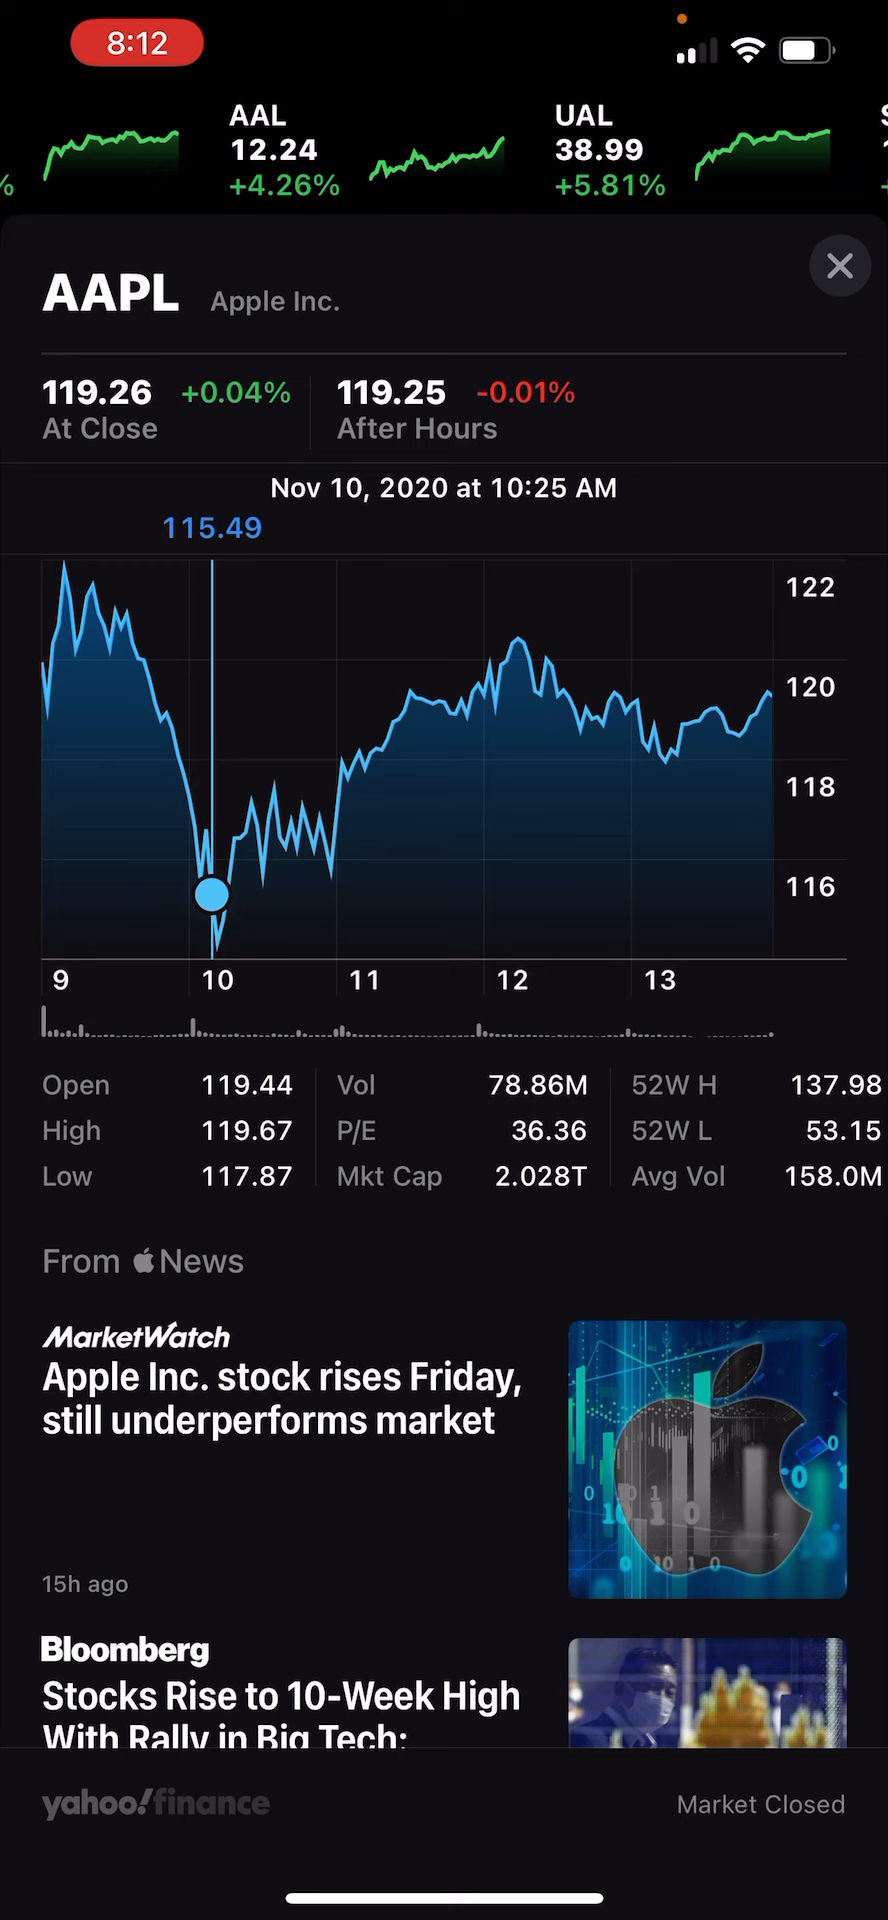 8:12
AAL
12.24
+4.26%
UAL
38.99
+5.81%
%
AAPL Apple Inc.
119.26 +0.04% 119.25 -0.01%
At Close After Hours
Nov 10, 2020 at 10:25 AM
115.49
122
120
118
116
9 10 11 12 13
Open 119.44 Vol 78.86M 52W H 137.98
High 119.67 P/E 36.36 52W L 53.15
Low 117.87 Mkt Cap 2.028T Avg Vol 158.0M
From News
MarketWatch
Apple Inc. stock rises Friday,
still underperforms market
15h ago
Bloomberg
Stocks Rise to 10-Week High
With Rally in Big Tech:
yahoo!finance Market Closed